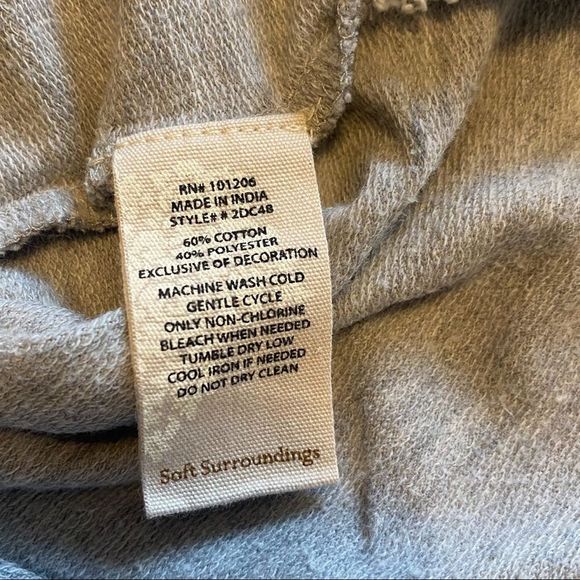 RN# 101206
MADE IN INDIA
STYLE# # 2DC48
60% COTTON
40% POLYESTER
EXCLUSIVE OF DECORATION
MACHINE WASH COLD
GENTLE CYCLE
ONLY NON-CHLORINE
BLEACH WHEN NEEDED
TUMBLE DRY LOW
COOL IRON IF NEEDED
DO NOT DRY CLEAN
Soft Surroundings